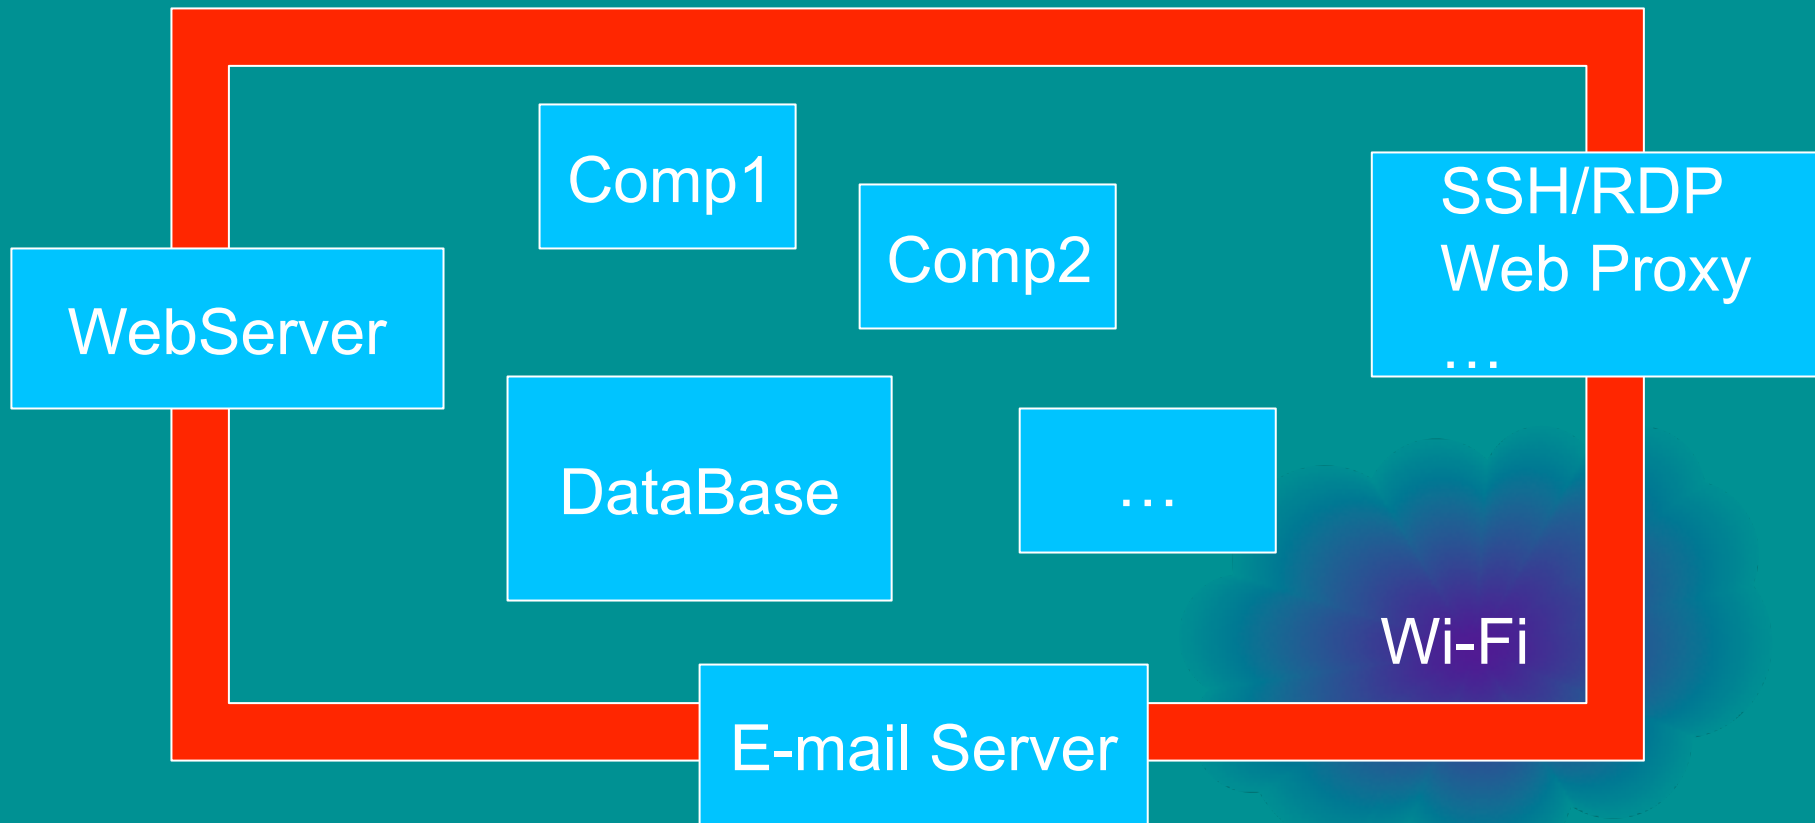 Comp1
Comp2
SSH/RDP
Web Proxy
…
WebServer
DataBase
…
Wi-Fi
E-mail Server